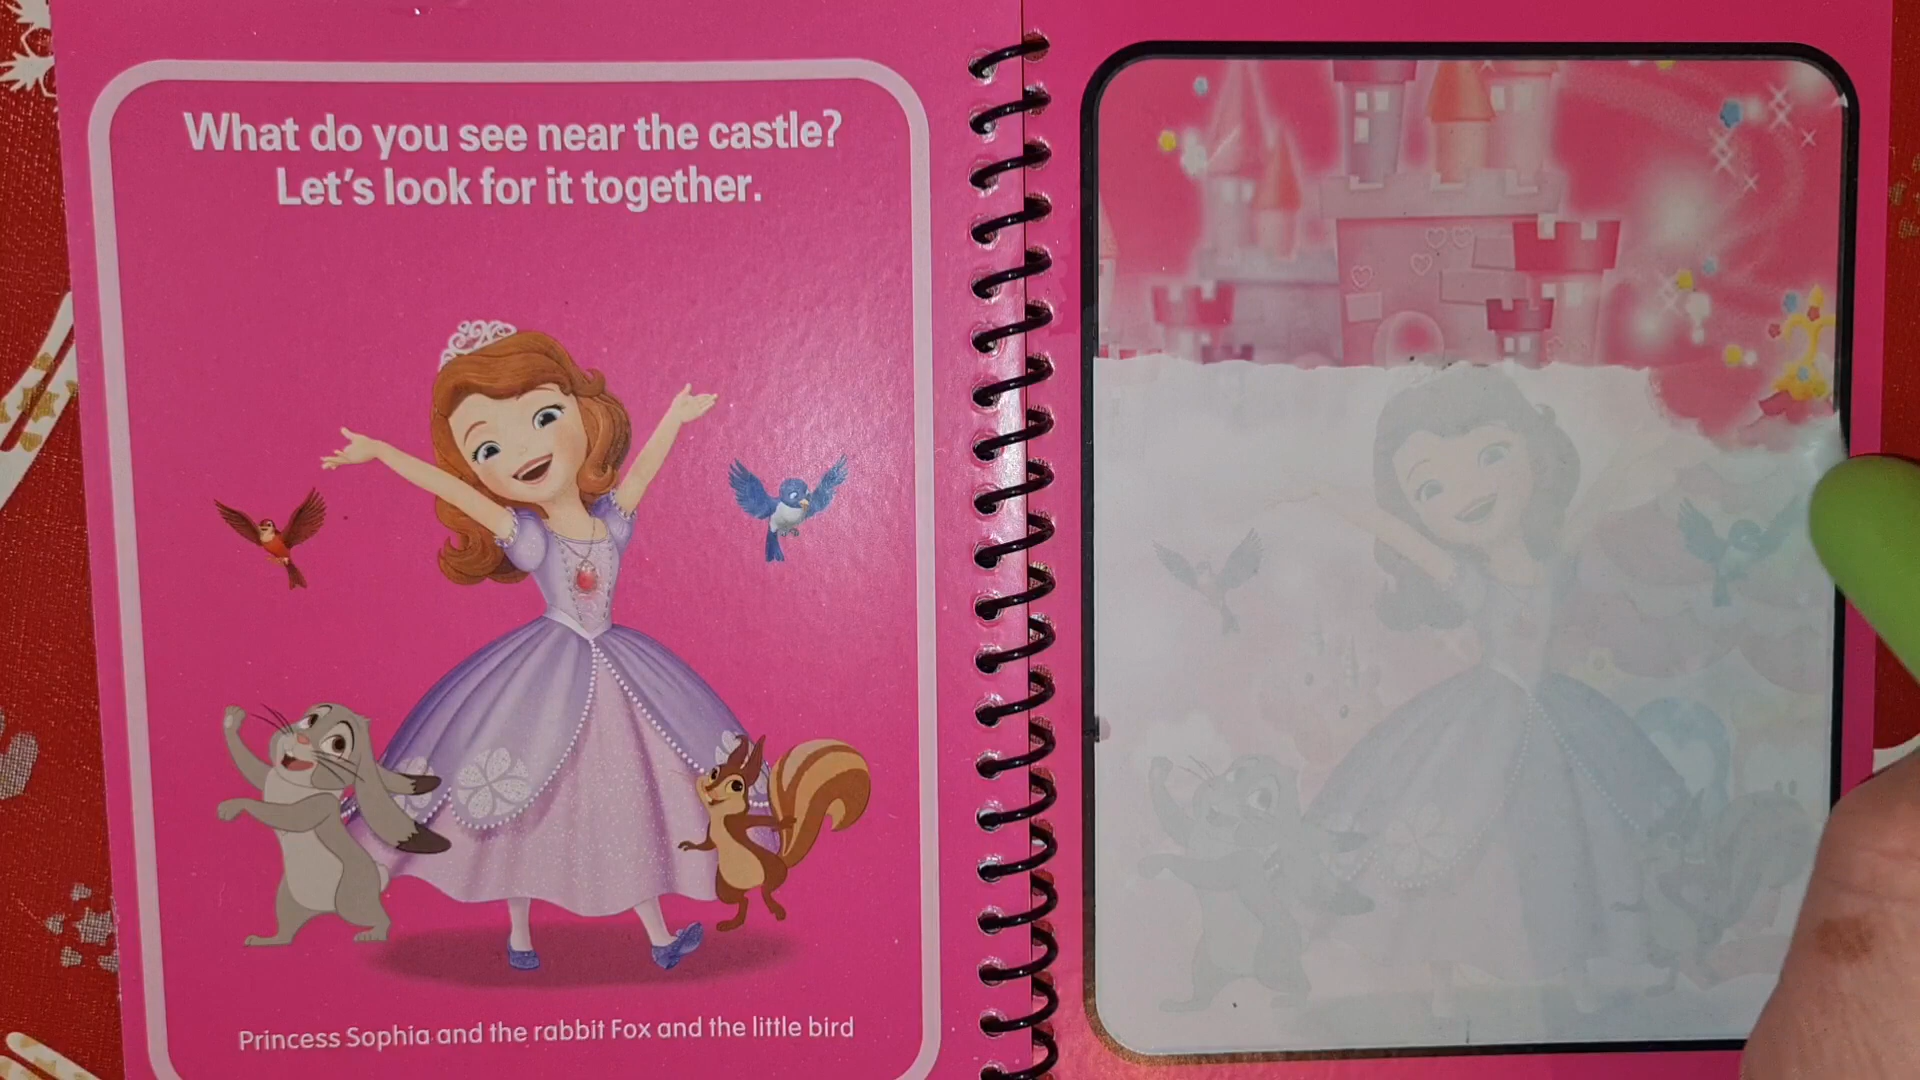 What do you see near the castle?
Let's look for it together.
Princess Sophia and the rabbit Fox and the little bird